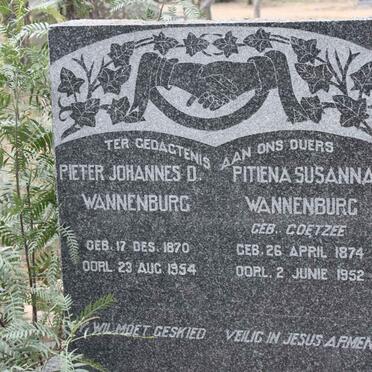 TER GEDAGTENIS AAN ONS OUERS
PIETER JOHANNES D.
WANNENBURG
GEB. 17 DES. 1870
OORL. 23 AUG. 1954
WIL MOET GESKIED
PITIENA SUSANNA
WANNENBURG
GEB. COETZEE
GEB. 26 APRIL 1874
OORL. 2 JUNIE 1952
VEILIG IN JESUS ARMEN